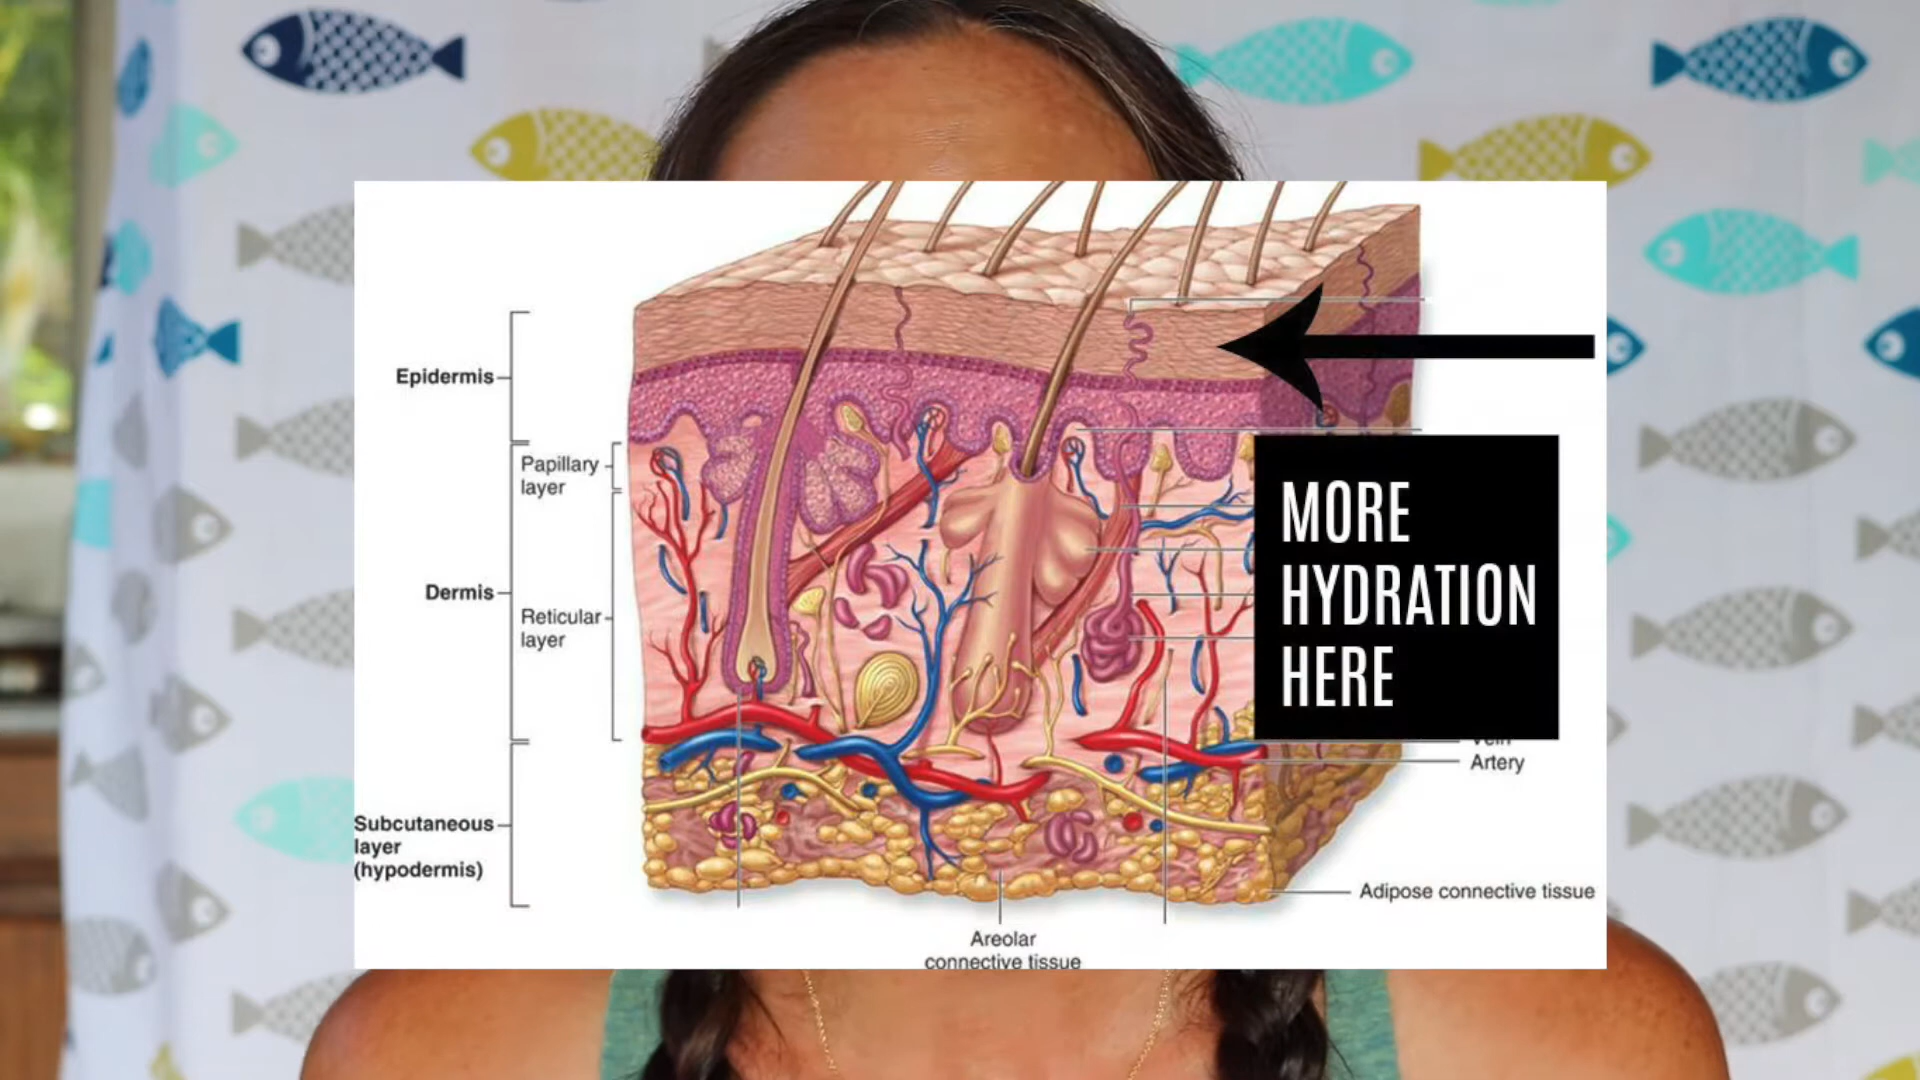 Epidermis
Papillary
layer
Dermis
Reticular
layer
Subcutaneous
layer
(hypodermis)
MORE
HYDRATION
HERE
Vein
Artery
Adipose connective tissue
Areolar
connective tissue